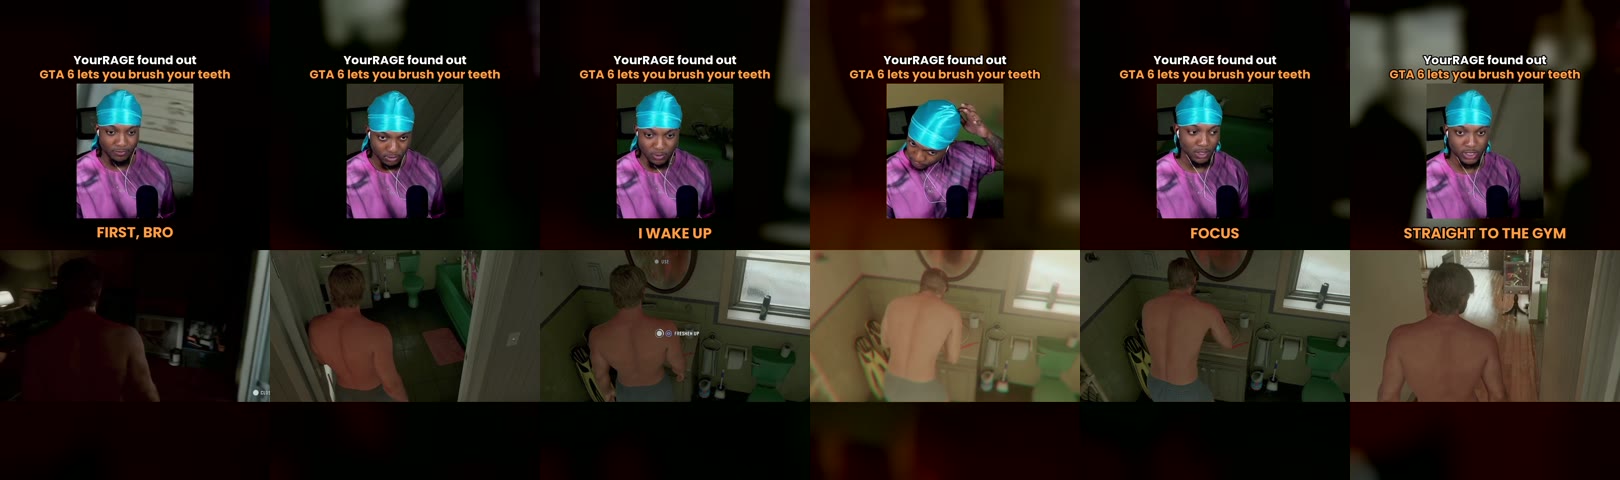 YourRAGE found out
GTA 6 lets you brush your teeth
FIRST, BRO
YourRAGE found out
GTA 6 lets you brush your teeth
YourRAGE found out
GTA 6 lets you brush your teeth
I WAKE UP
USE
FRESHEN UP
YourRAGE found out
GTA 6 lets you brush your teeth
YourRAGE found out
GTA 6 lets you brush your teeth
FOCUS
YourRAGE found out
GTA 6 lets you brush your teeth
STRAIGHT TO THE GYM